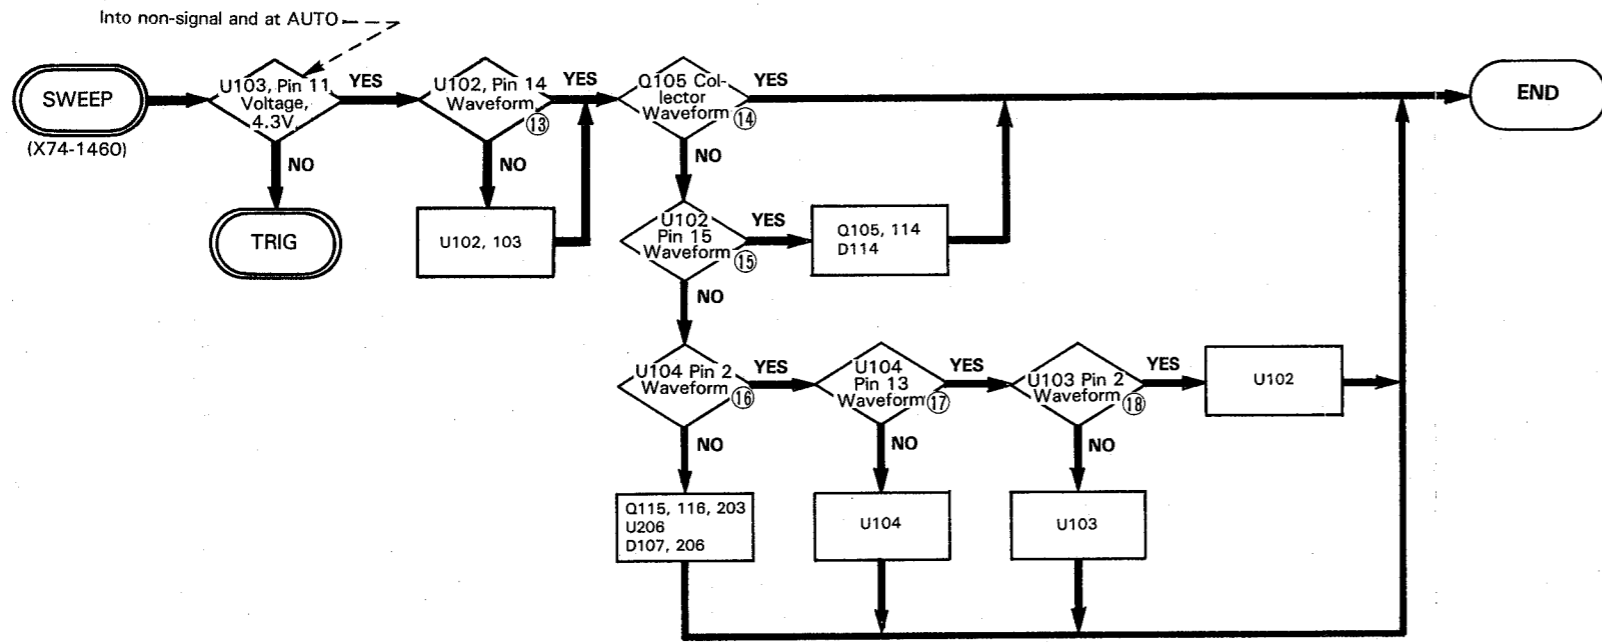 Into non-signal and at AUTO
SWEEP
(X74-1460)
U103, Pin 11
Voltage,
4.3V
YES
NO
TRIG
U102, Pin 14
Waveform
⑬
YES
NO
U102, 103
Q105 Col-
lector
Waveform
⑭
YES
NO
END
U102
Pin 15
Waveform
⑮
YES
NO
Q105, 114
D114
U104 Pin 2
Waveform
⑯
YES
NO
U104
Pin 13
Waveform
⑰
YES
NO
U103 Pin 2
Waveform
⑱
YES
NO
U102
Q115, 116, 203
U206
D107, 206
U104
U103